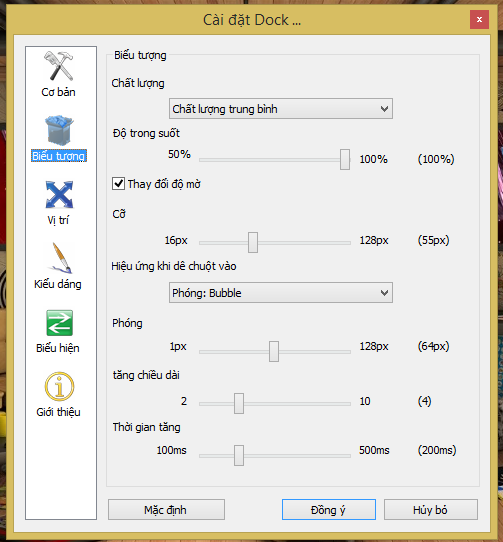 Cài đặt Dock ...
x
Cơ bản
Biểu tượng
Vị trí
Kiểu dáng
Biểu hiện
Giới thiệu
Biểu tượng
Chất lượng
Chất lượng trung bình
Độ trong suốt
50% 100% (100%)
Thay đổi độ mờ
Cỡ
16px 128px (55px)
Hiệu ứng khi dê chuột vào
Phóng: Bubble
Phóng
1px 128px (64px)
tăng chiều dài
2 10 (4)
Thời gian tăng
100ms 500ms (200ms)
Mặc định Đồng ý Hủy bỏ